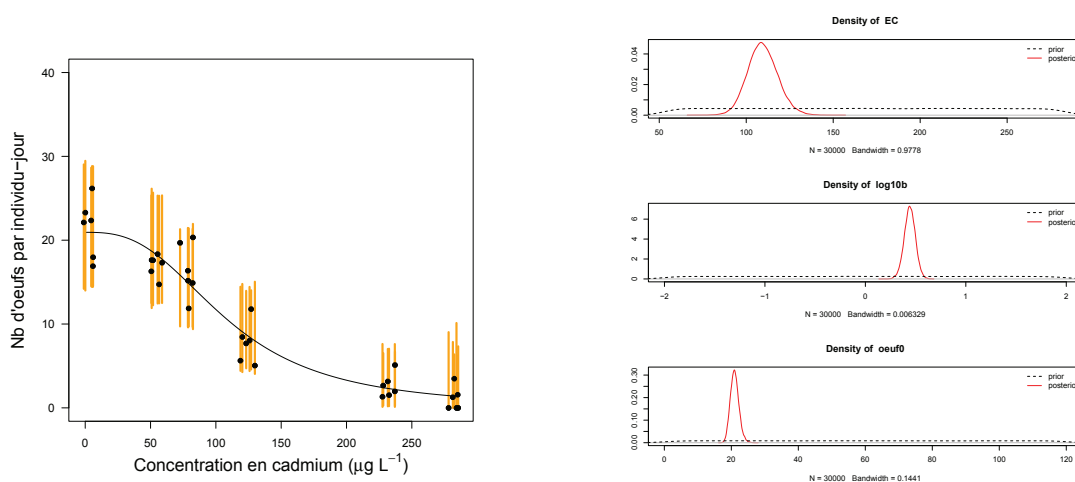 40
30
20
10
0
Nb d'oeufs par individu−jour
0 50 100 150 200 250
Concentration en cadmium (μg L−1)
Density of EC
0.04
0.02
0.00
prior
posterio
50 100 150 200 250
N = 30000 Bandwidth = 0.9778
Density of log10b
6
4
2
0
prior
posterio
−2 −1 0 1 2
N = 30000 Bandwidth = 0.006329
Density of oeuf0
0.30
0.15
0.00
prior
posterio
0 20 40 60 80 100 120
N = 30000 Bandwidth = 0.1441